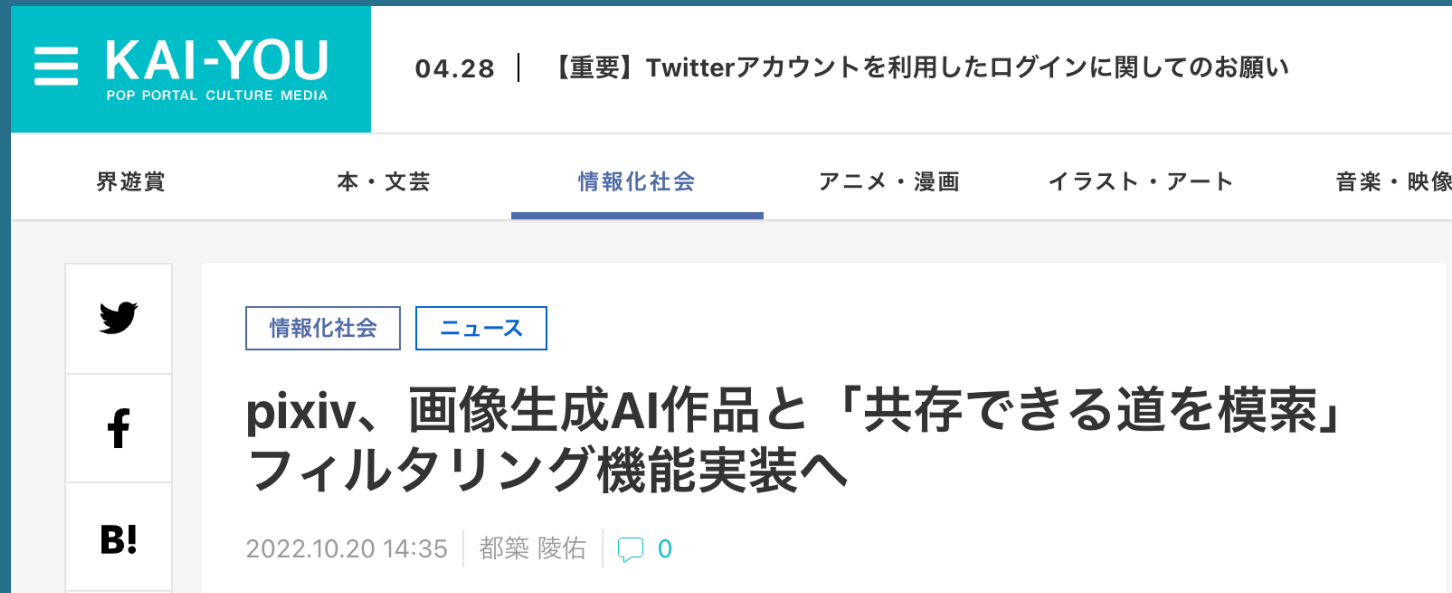 KAI-YOU
POP PORTAL CULTURE MEDIA
04.28
【重要】Twitterアカウントを利用したログインに関してのお願い
界遊賞
本・文芸
情報化社会
アニメ・漫画
イラスト・アート
音楽・映像
情報化社会
ニュース
pixiv、画像生成AI作品と「共存できる道を模索」
フィルタリング機能実装へ
2022.10.20 14:35
都築 陵佑
0
f
B!